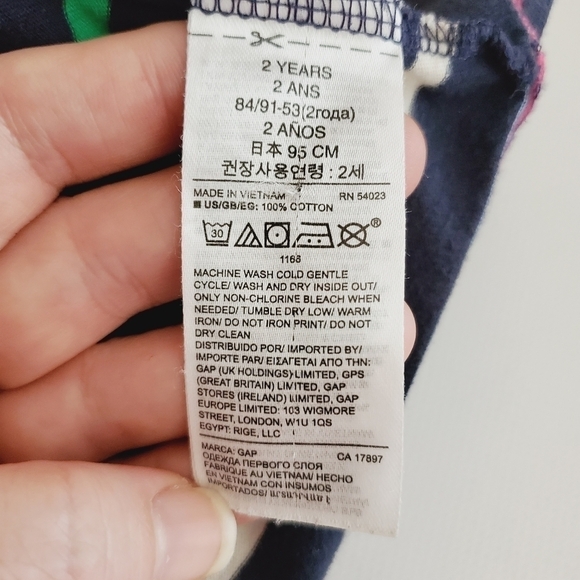 2 YEARS
2 ANS
84/91-53(2года)
2 AÑOS
日本 95 CM
권장사용연령 : 2세
MADE IN VIETNAM RN 54023
US/GB/EG: 100% COTTON
30
1166
MACHINE WASH COLD GENTLE
CYCLE/ WASH AND DRY INSIDE OUT/
ONLY NON-CHLORINE BLEACH WHEN
NEEDED/ TUMBLE DRY LOW/ WARM
IRON/ DO NOT IRON PRINT/ DO NOT
DRY CLEAN
DISTRIBUIDO POR/ IMPORTED BY/
IMPORTE PAR/ ΕΙΣΑΓΕΤΑΙ ΑΠΟ ΤΗΝ:
GAP (UK HOLDINGS) LIMITED, GPS
(GREAT BRITAIN) LIMITED, GAP
STORES (IRELAND) LIMITED, GAP
EUROPE LIMITED: 103 WIGMORE
STREET, LONDON, W1U 1QS
EGYPT: RIGE, LLC
MARCA: GAP CA 17897
ОДЕЖДА ПЕРВОГО СЛОЯ
FABRIQUE AU VIETNAM/ HECHO
EN VIETNAM CON INSUMOS
IMPORTADOS/